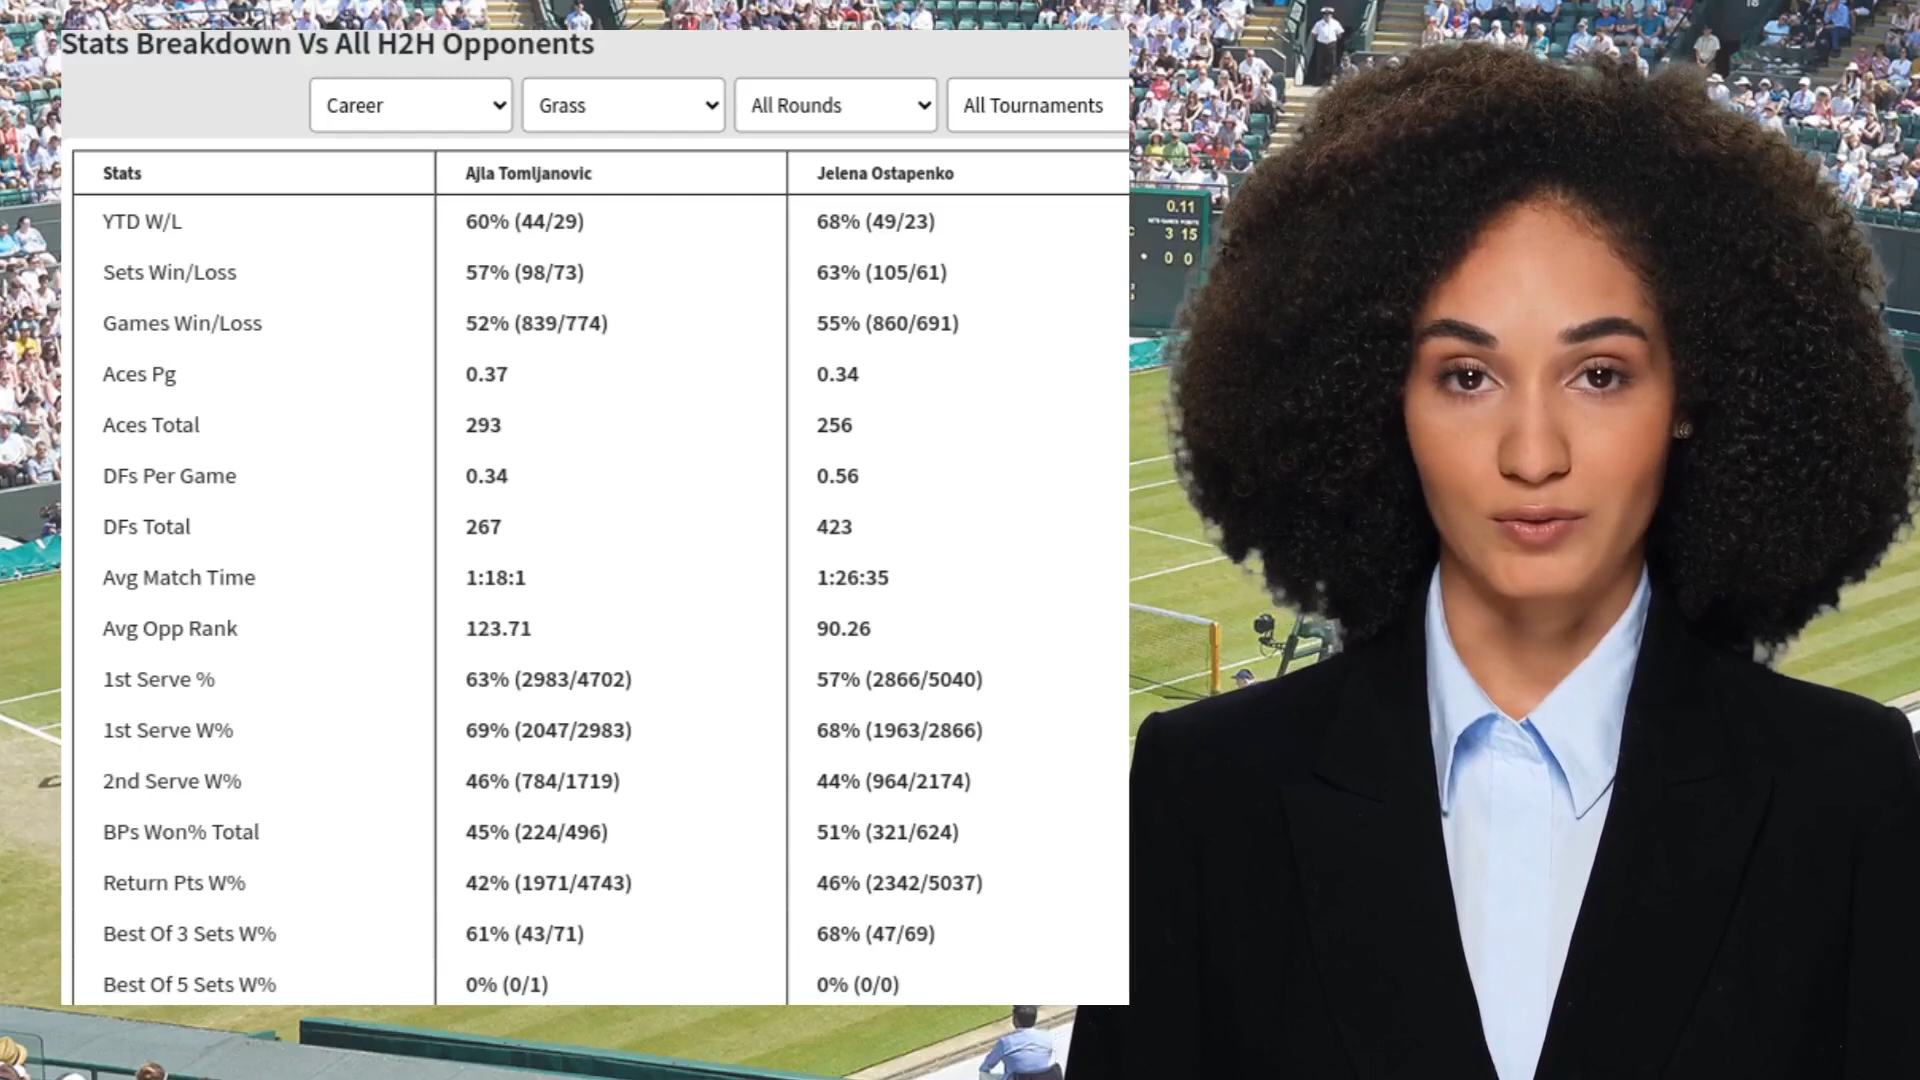 18
Stats Breakdown Vs All H2H Opponents
Career Grass All Rounds All Tournaments
Stats Ajla Tomljanovic Jelena Ostapenko
YTD W/L 60% (44/29) 68% (49/23)
Sets Win/Loss 57% (98/73) 63% (105/61)
Games Win/Loss 52% (839/774) 55% (860/691)
Aces Pg 0.37 0.34
Aces Total 293 256
DFs Per Game 0.34 0.56
DFs Total 267 423
Avg Match Time 1:18:1 1:26:35
Avg Opp Rank 123.71 90.26
1st Serve % 63% (2983/4702) 57% (2866/5040)
1st Serve W% 69% (2047/2983) 68% (1963/2866)
2nd Serve W% 46% (784/1719) 44% (964/2174)
BPs Won% Total 45% (224/496) 51% (321/624)
Return Pts W% 42% (1971/4743) 46% (2342/5037)
Best Of 3 Sets W% 61% (43/71) 68% (47/69)
Best Of 5 Sets W% 0% (0/1) 0% (0/0)
0.11
3 15
0 0